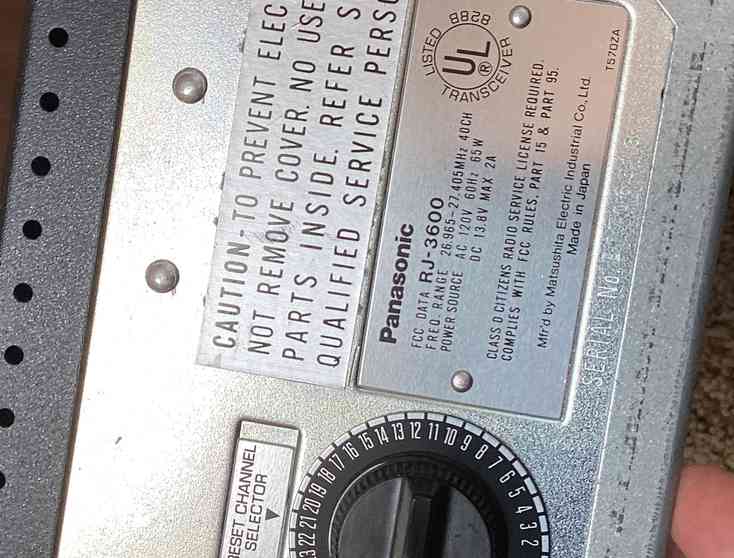 CAUTION-TO PREVENT ELEC
NOT REMOVE COVER. NO USE
PARTS INSIDE. REFER S
QUALIFIED SERVICE PERSO
LISTED 828B
UL®
TRANSCEIVER
T5702A
Panasonic
FCC DATA RJ-3600
FREQ. RANGE 26.965-27.405MHz 40CH
POWER SOURCE AC 120V 60Hz 65W
DC 13.8V MAX 2A
CLASS D CITIZENS RADIO SERVICE LICENSE REQUIRED.
COMPLIES WITH FCC RULES, PART 15 & PART 95.
Mfr'd by Matsushita Electric Industrial Co., Ltd.
Made in Japan
SERIAL No.
RESET CHANNEL
SELECTOR
2 3 4 5 6 7 8 9 10 11 12 13 14 15 16 17 18 19 20 21 22 23